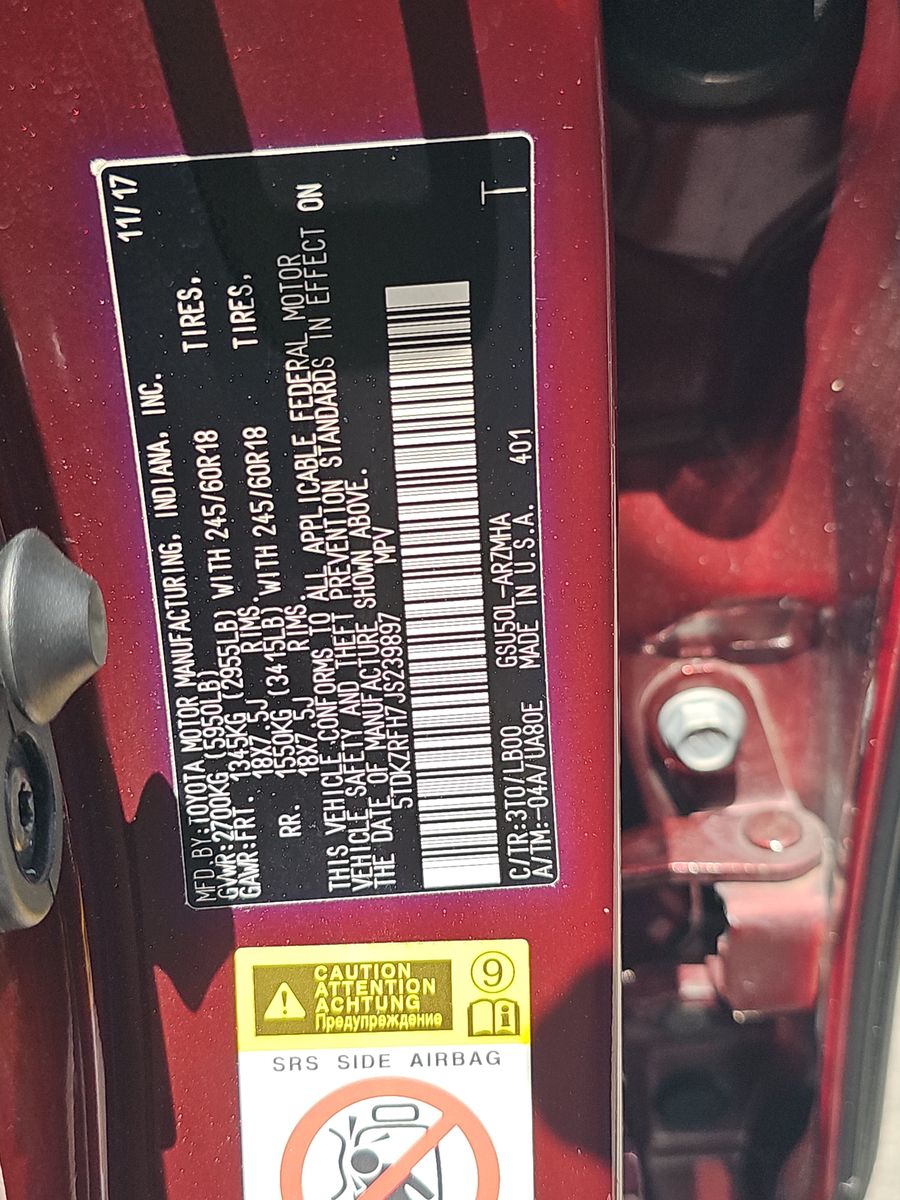 MFD BY:TOYOTA MOTOR MANUFACTURING, INDIANA, INC. 11/17
GVWR:2700KG (5950LB)
GAWR:FRT. 1345KG (2955LB) WITH 245/60R18 TIRES,
18X7.5J RIMS,
RR. 1550KG (3415LB) WITH 245/60R18 TIRES,
18X7.5J RIMS.
THIS VEHICLE CONFORMS TO ALL APPLICABLE FEDERAL MOTOR
VEHICLE SAFETY AND THEFT PREVENTION STANDARDS IN EFFECT ON
THE DATE OF MANUFACTURE SHOWN ABOVE.
5TDKZRFH7JS239897 MPV
C/TR:3T0/LB00 GSU50L-ARZMHA 401
A/TM:-04A/UA80E MADE IN U.S.A.
T
CAUTION
ATTENTION
ACHTUNG
Предупреждение
9
i
SRS SIDE AIRBAG